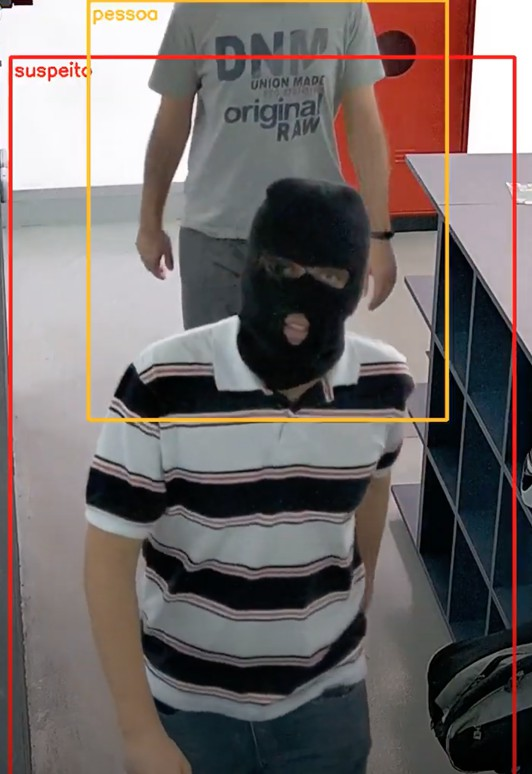 pessoa
suspeito
DNM
UNION MADE
original
RAW